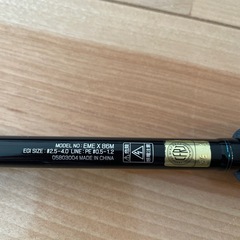 MODEL NO : EME X 86M
EGI SIZE : #2.5-4.0 LINE : PE #0.5-1.2
05803004 MADE IN CHINA